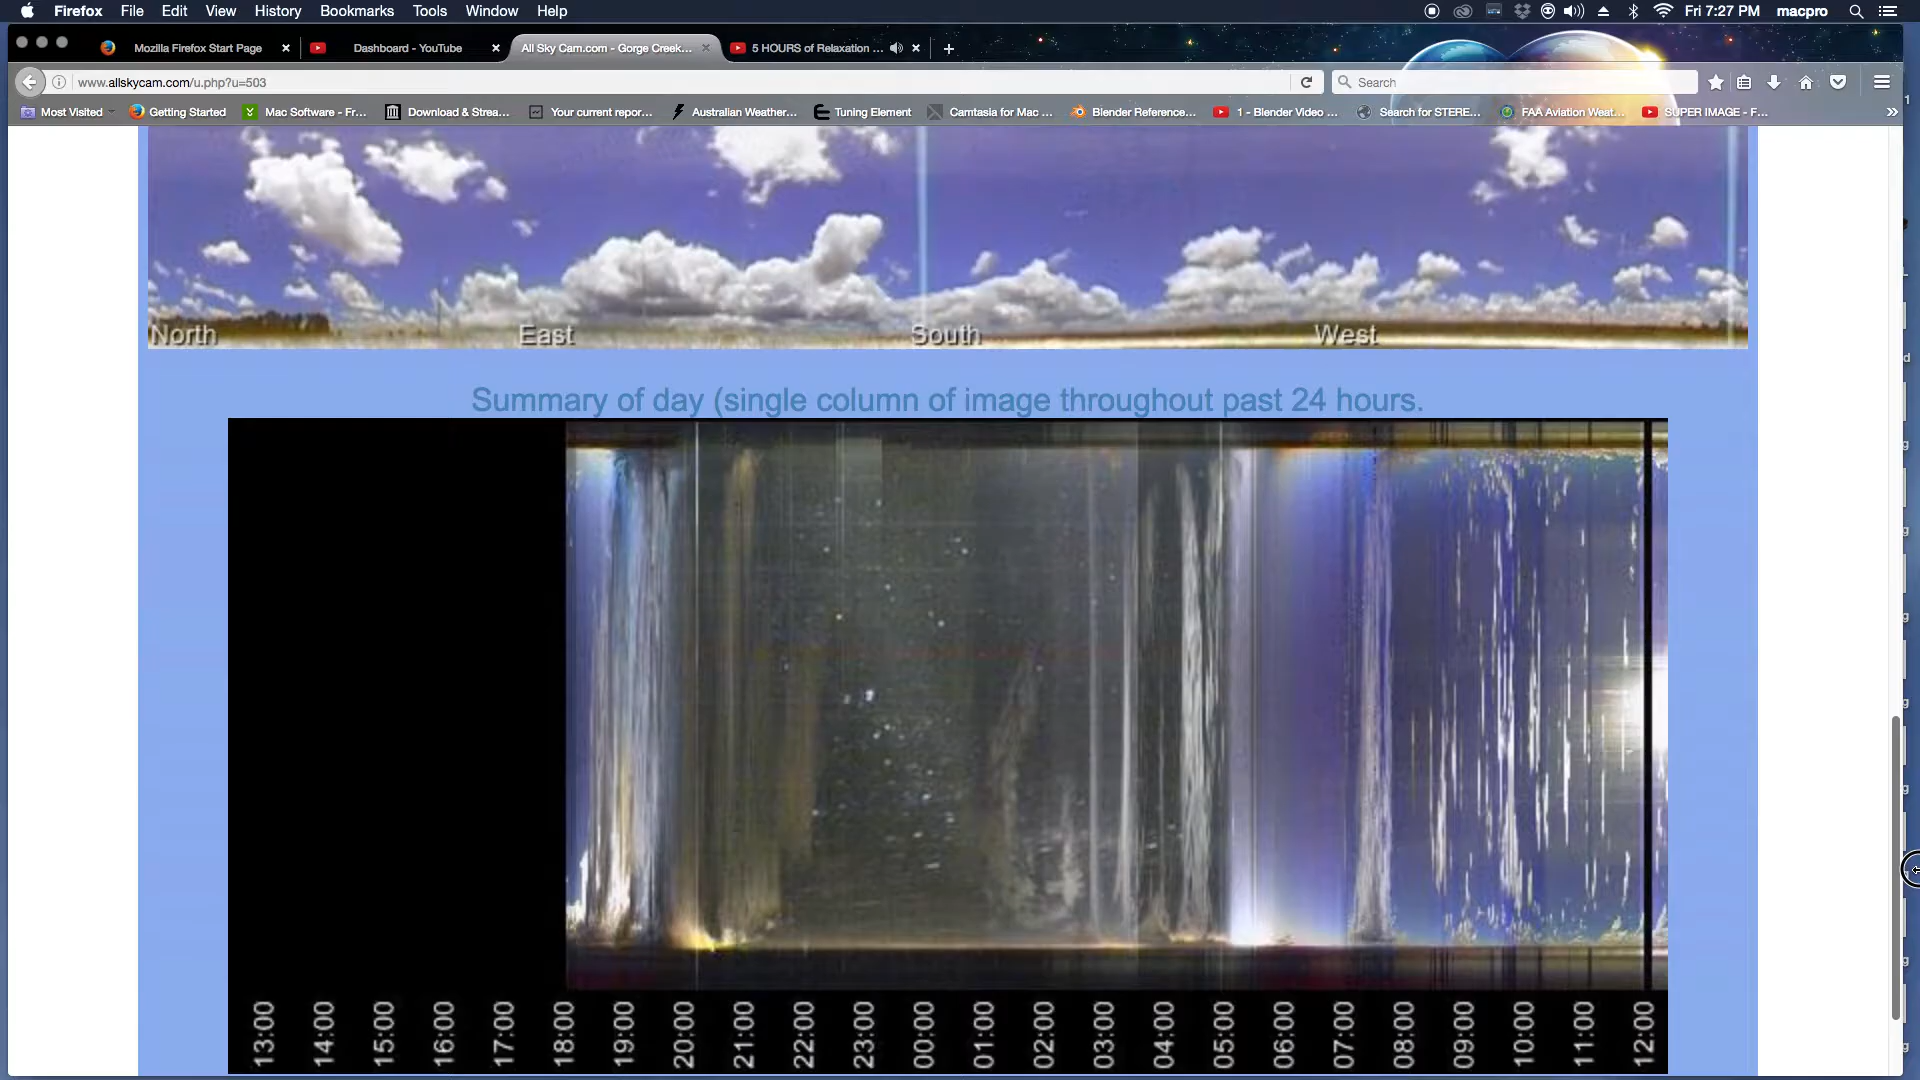 Firefox File Edit View History Bookmarks Tools Window Help Fri 7:27 PM macpro
Mozilla Firefox Start Page Dashboard - YouTube All Sky Cam.com - Gorge Creek... 5 HOURS of Relaxation ...
www.allskycam.com/u.php?u=503 Search
Most Visited Getting Started Mac Software - Fr... Download & Strea... Your current repor... Australian Weather... Tuning Element Camtasia for Mac ... Blender Reference... 1 - Blender Video ... Search for STERE... FAA Aviation Weat... SUPER IMAGE - F...
North East South West
Summary of day (single column of image throughout past 24 hours.
13:00 14:00 15:00 16:00 17:00 18:00 19:00 20:00 21:00 22:00 23:00 00:00 01:00 02:00 03:00 04:00 05:00 06:00 07:00 08:00 09:00 10:00 11:00 12:00